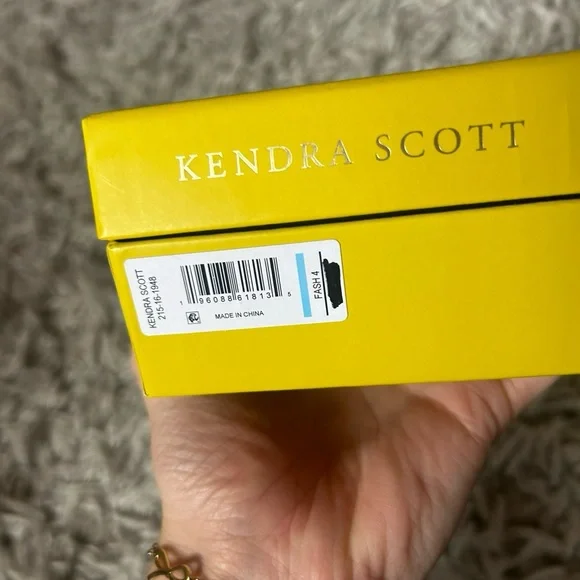 KENDRA SCOTT
KENDRA SCOTT
215-16-1948
1 96088 61813 5
MADE IN CHINA
FASH 4